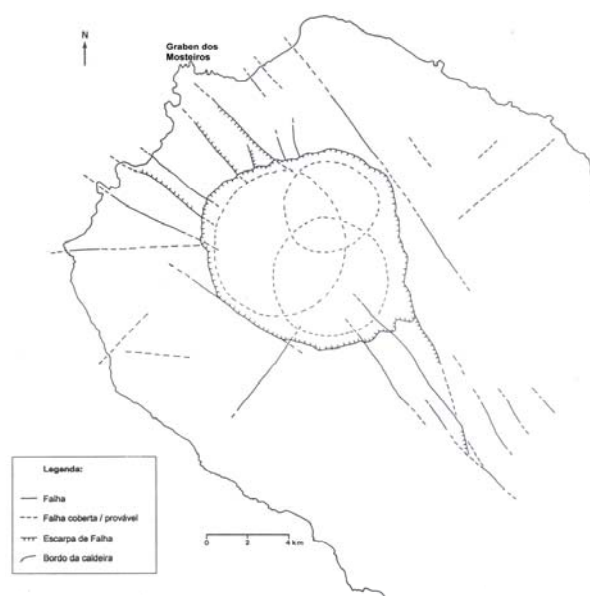 N
Graben dos
Mosteiros
Legenda:
Falha
Falha coberta / provável
Escarpa de Falha
Bordo da caldeira
0 2 4 km